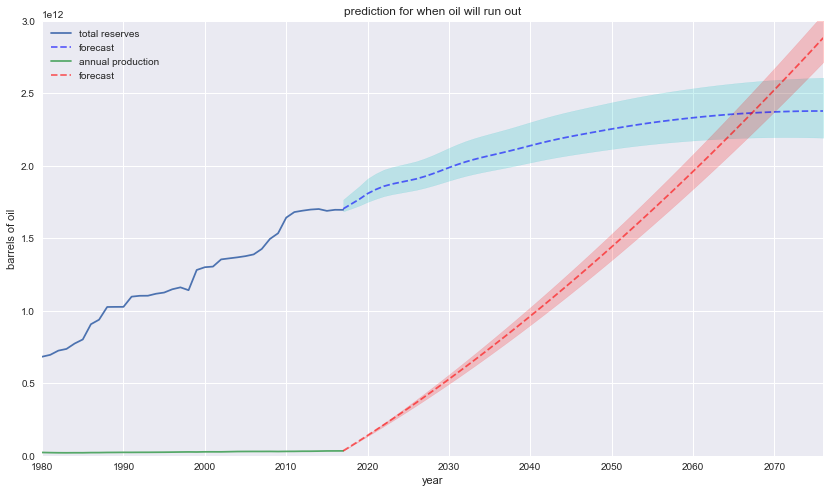 prediction for when oil will run out
1e12
3.0
2.5
2.0
1.5
1.0
0.5
0.0
barrels of oil
total reserves
forecast
annual production
forecast
1980 1990 2000 2010 2020 2030 2040 2050 2060 2070
year